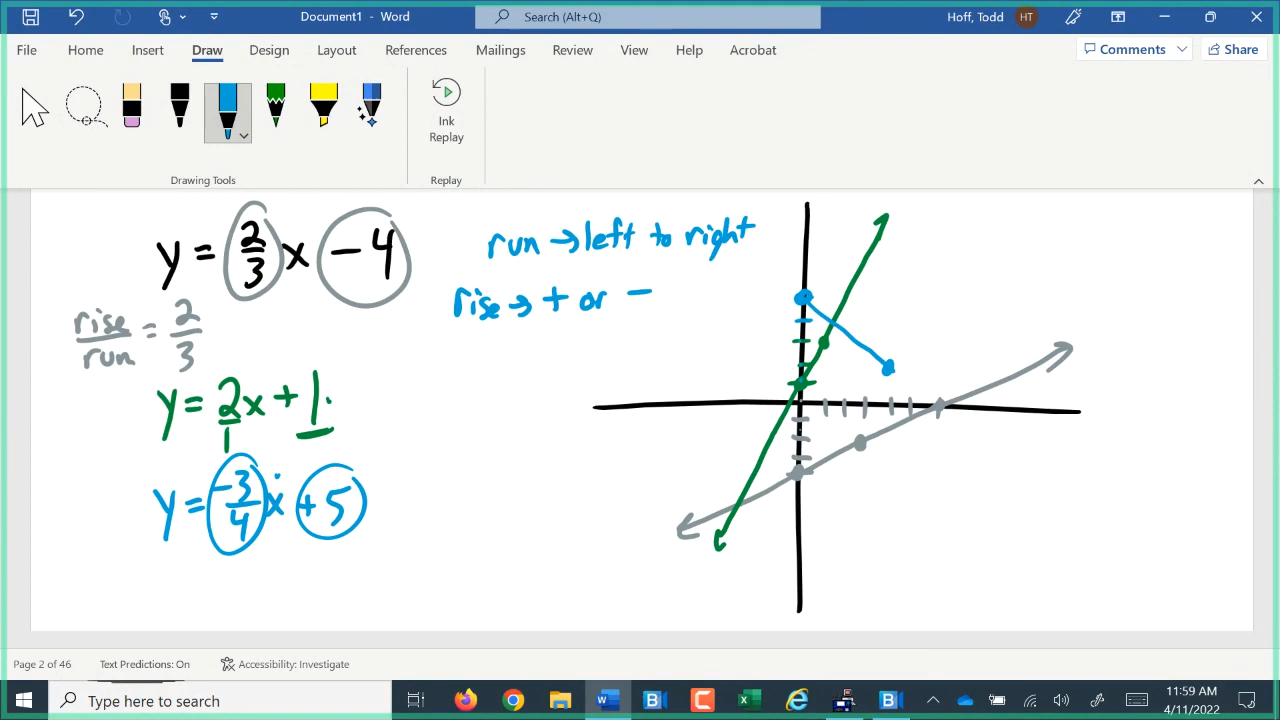 Document1 - Word
Search (Alt+Q)
Hoff, Todd
HT
File Home Insert Draw Design Layout References Mailings Review View Help Acrobat
Comments
Share
Ink
Replay
Drawing Tools
Replay
y = 2/3 x - 4
run → left to right
rise → + or -
rise/run = 2/3
y = 2/1 x + 1
y = -3/4 x + 5
Page 2 of 46
Text Predictions: On
Accessibility: Investigate
Type here to search
11:59 AM
4/11/2022